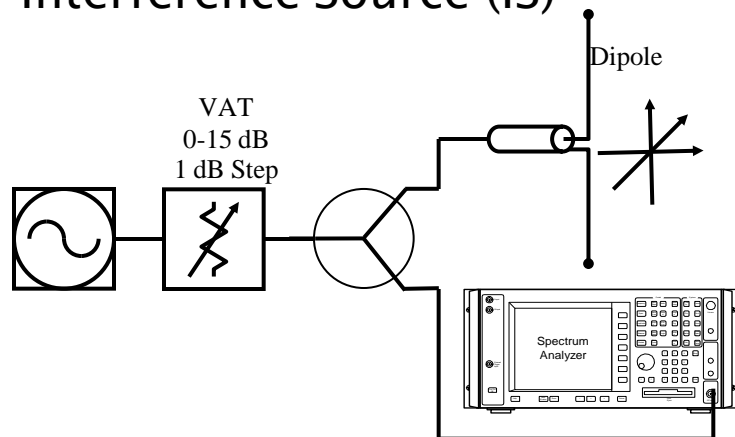 Interference Source (IS)
Dipole
VAT
0-15 dB
1 dB Step
Spectrum
Analyzer